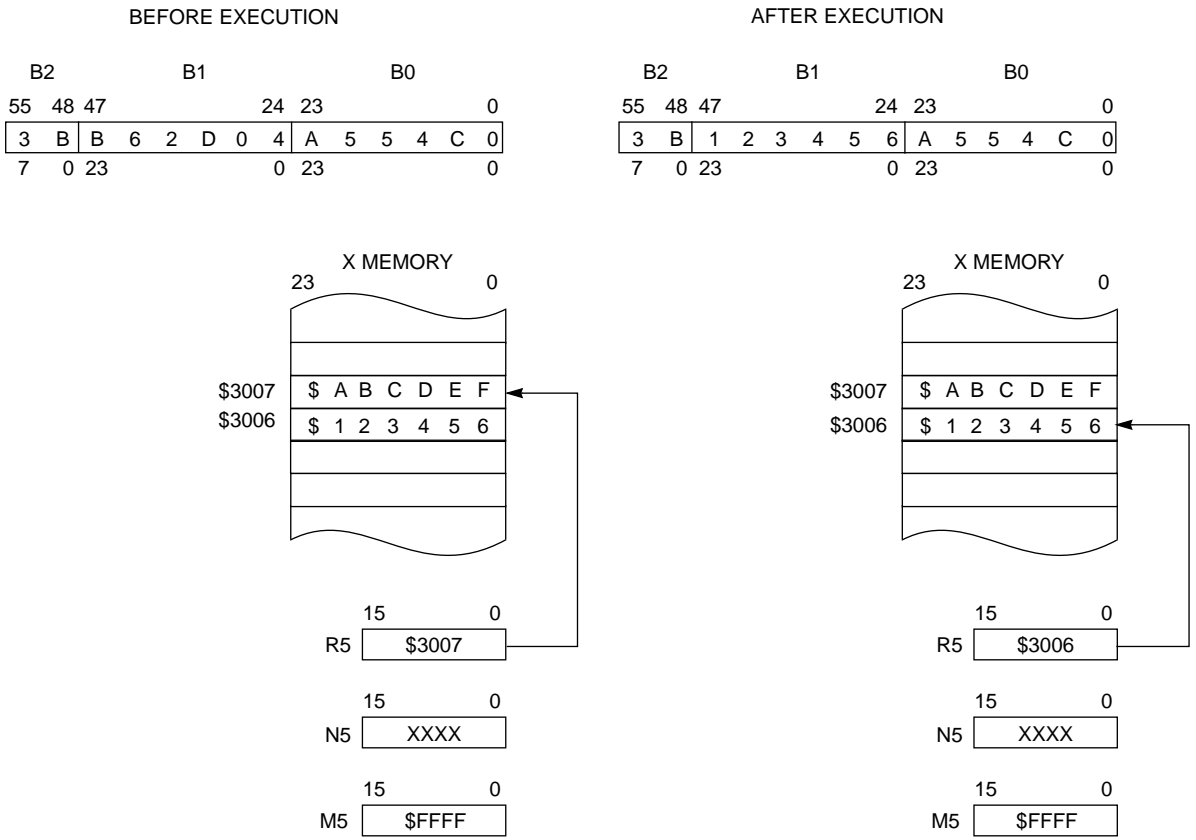 BEFORE EXECUTION
B2 B1 B0
55 48 47 24 23 0
3 B B 6 2 D 0 4 A 5 5 4 C 0
7 0 23 0 23 0
X MEMORY
23 0
$3007 $ A B C D E F
$3006 $ 1 2 3 4 5 6
15 0
R5 $3007
15 0
N5 XXXX
15 0
M5 $FFFF
AFTER EXECUTION
B2 B1 B0
55 48 47 24 23 0
3 B 1 2 3 4 5 6 A 5 5 4 C 0
7 0 23 0 23 0
X MEMORY
23 0
$3007 $ A B C D E F
$3006 $ 1 2 3 4 5 6
15 0
R5 $3006
15 0
N5 XXXX
15 0
M5 $FFFF